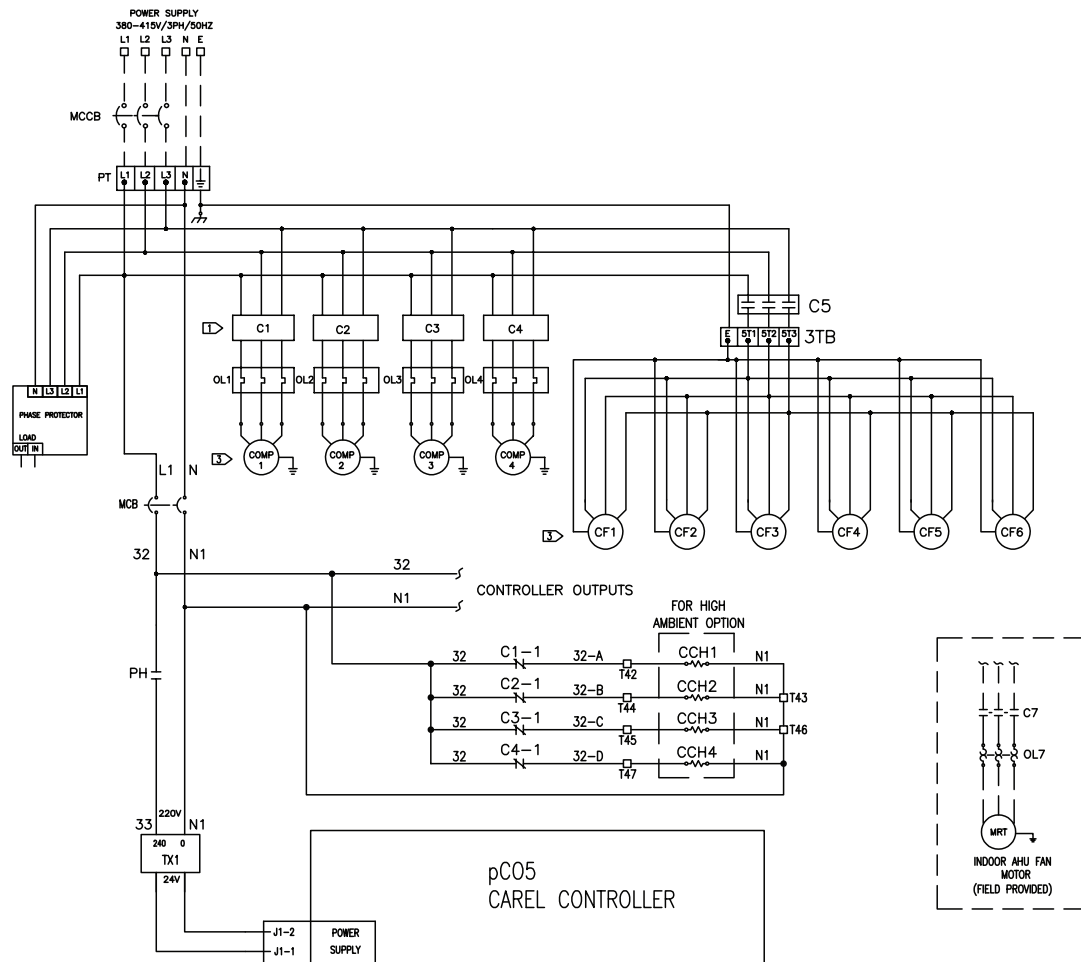 POWER SUPPLY
380-415V/3PH/50HZ
L1 L2 L3 N E
MCCB
PT L1 L2 L3 N
C5
E 5T1 5T2 5T3 3TB
1 C1 C2 C3 C4
OL1 OL2 OL3 OL4
N L3 L2 L1
PHASE PROTECTOR
LOAD
OUT IN
3 COMP 1 COMP 2 COMP 3 COMP 4
L1 N
MCB
3 CF1 CF2 CF3 CF4 CF5 CF6
32 N1
32
N1
CONTROLLER OUTPUTS
FOR HIGH
AMBIENT OPTION
32 C1-1 32-A T42 CCH1 N1
32 C2-1 32-B T44 CCH2 N1 T43
32 C3-1 32-C T45 CCH3 N1 T46
32 C4-1 32-D T47 CCH4 N1
PH
C7
OL7
MRT
INDOOR AHU FAN
MOTOR
(FIELD PROVIDED)
220V
33 N1
240 0
TX1
24V
pCO5
CAREL CONTROLLER
J1-2 POWER
J1-1 SUPPLY